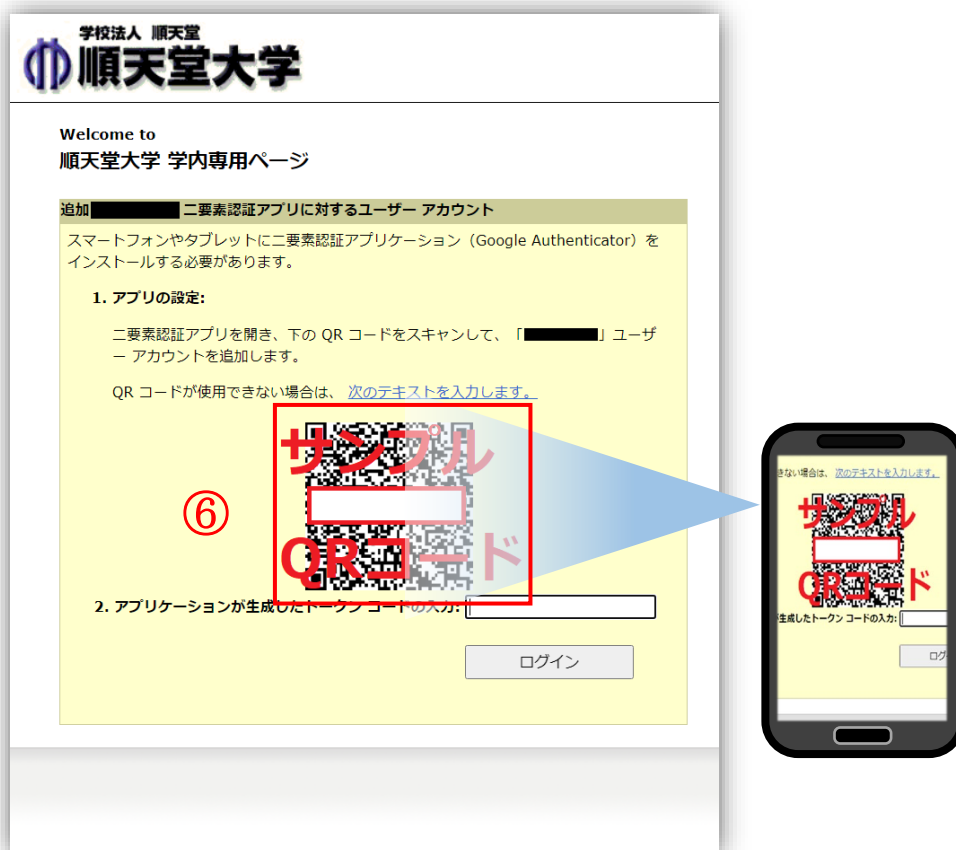 学校法人 順天堂
順天堂大学
Welcome to
順天堂大学 学内専用ページ
追加 二要素認証アプリに対するユーザー アカウント
スマートフォンやタブレットに二要素認証アプリケーション（Google Authenticator）を
インストールする必要があります。
1. アプリの設定:
二要素認証アプリを開き、下の QR コードをスキャンして、「 」ユーザ
ー アカウントを追加します。
QR コードが使用できない場合は、 次のテキストを入力します。
サンプル
⑥
QRコード
2. アプリケーションが生成したトークン コードの入力:
ログイン
きない場合は、 次のテキストを入力します。
サンプル
QRコード
生成したトークン コードの入力:
ログ